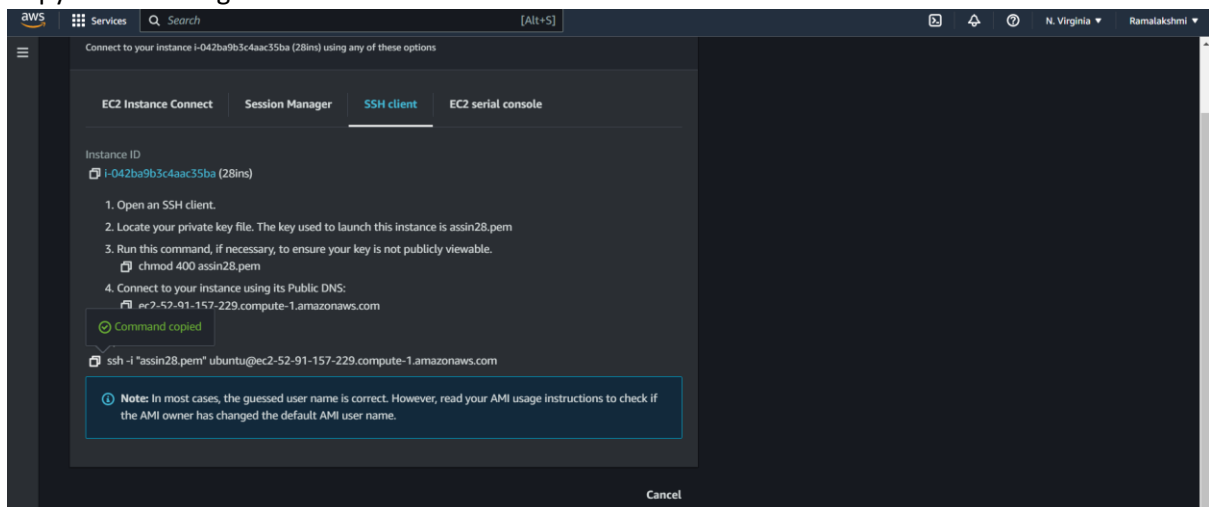 aws Services Search [Alt+S] N. Virginia ▼ Ramalakshmi ▼
Connect to your instance i-042ba9b3c4aac35ba (28ins) using any of these options
EC2 Instance Connect Session Manager SSH client EC2 serial console
Instance ID
i-042ba9b3c4aac35ba (28ins)
1. Open an SSH client.
2. Locate your private key file. The key used to launch this instance is assin28.pem
3. Run this command, if necessary, to ensure your key is not publicly viewable.
chmod 400 assin28.pem
4. Connect to your instance using its Public DNS:
ec2-52-91-157-229.compute-1.amazonaws.com
Command copied
ssh -i "assin28.pem" ubuntu@ec2-52-91-157-229.compute-1.amazonaws.com
Note: In most cases, the guessed user name is correct. However, read your AMI usage instructions to check if
the AMI owner has changed the default AMI user name.
Cancel